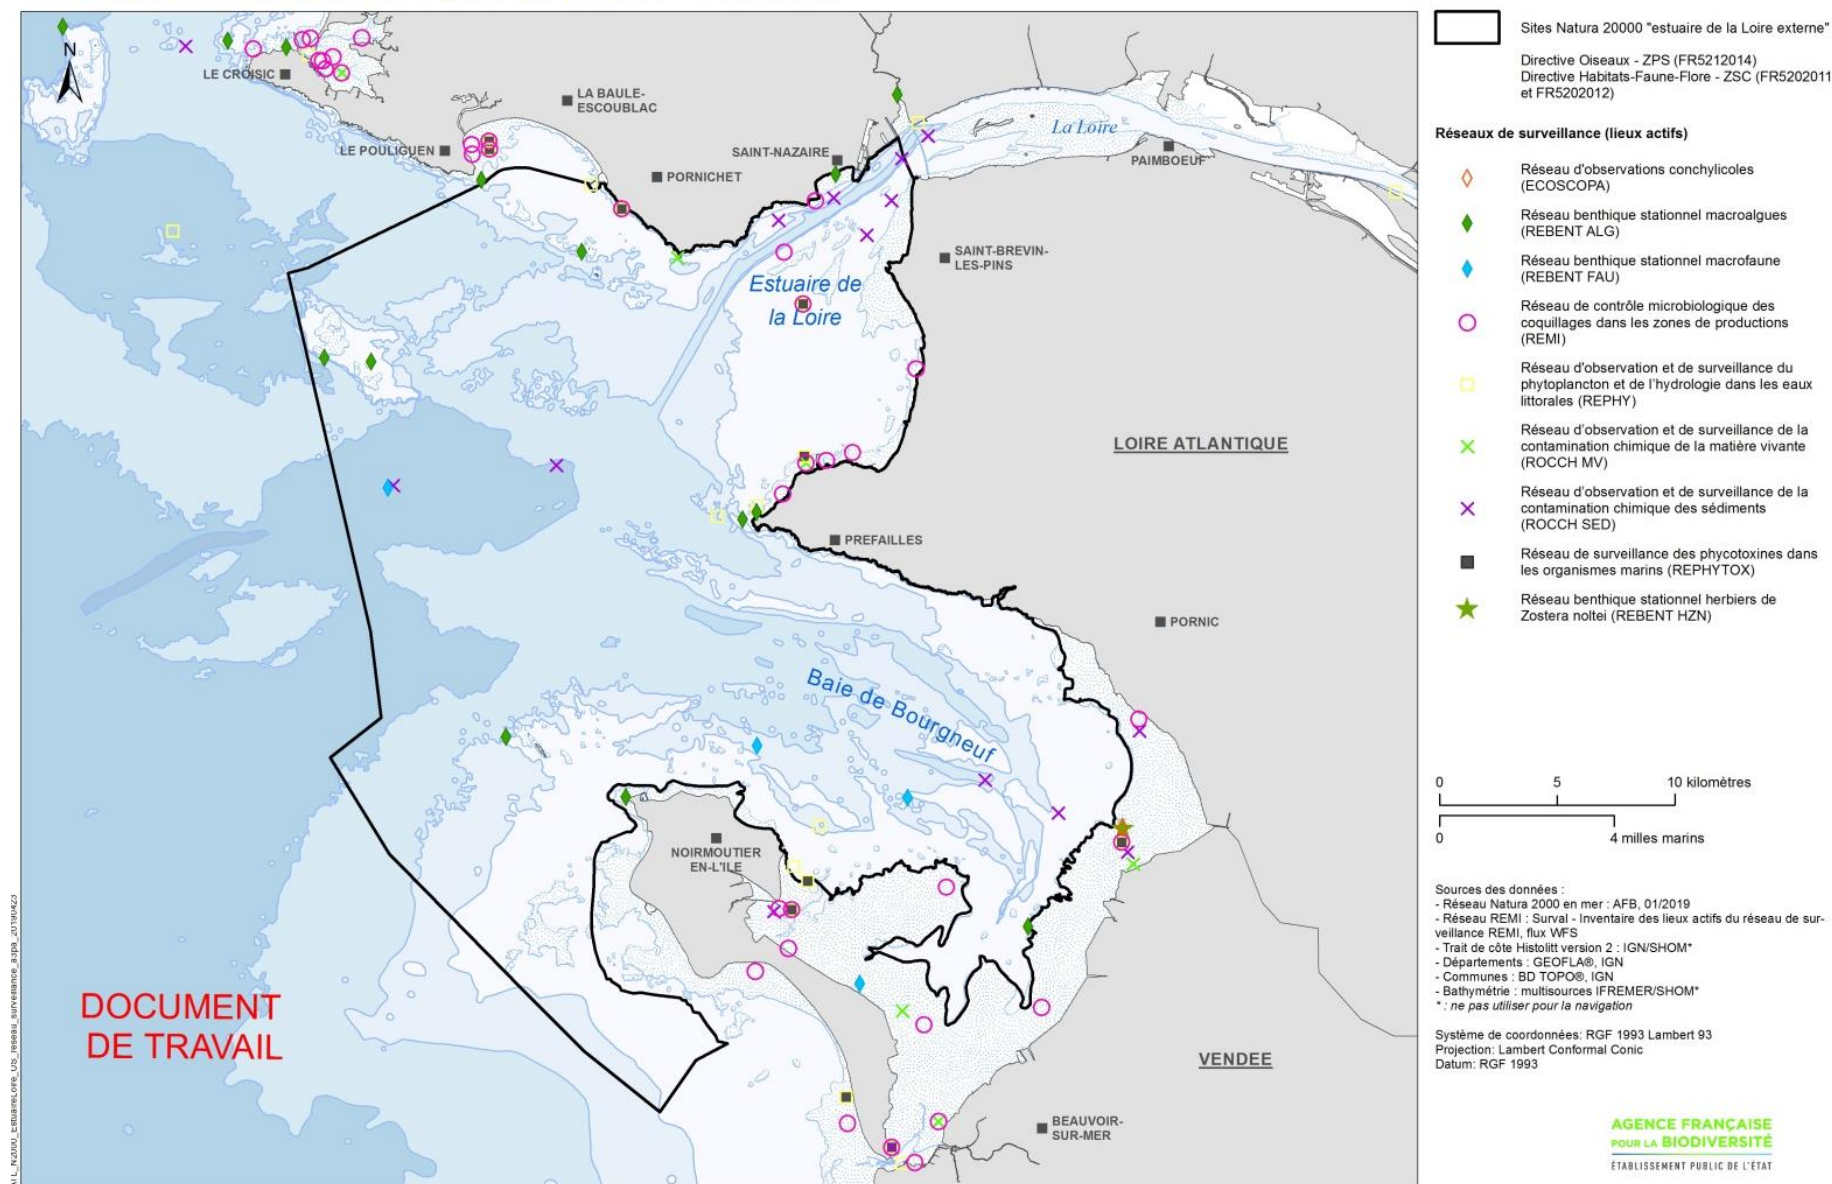 N
LE CROISIC
LA BAULE-
ESCOUBLAC
LE POULIGUEN
PORNICHET
SAINT-NAZAIRE
La Loire
PAIMBOEUF
SAINT-BREVIN-
LES-PINS
Estuaire de
la Loire
LOIRE ATLANTIQUE
PREFAILLES
PORNIC
Baie de Bourgneuf
NOIRMOUTIER
EN-L'ILE
DOCUMENT
DE TRAVAIL
VENDEE
BEAUVOIR-
SUR-MER
Sites Natura 20000 "estuaire de la Loire externe"
Directive Oiseaux - ZPS (FR5212014)
Directive Habitats-Faune-Flore - ZSC (FR5202011
et FR5202012)
Réseaux de surveillance (lieux actifs)
Réseau d'observations conchylicoles
(ECOSCOPA)
Réseau benthique stationnel macroalgues
(REBENT ALG)
Réseau benthique stationnel macrofaune
(REBENT FAU)
Réseau de contrôle microbiologique des
coquillages dans les zones de productions
(REMI)
Réseau d'observation et de surveillance du
phytoplancton et de l'hydrologie dans les eaux
littorales (REPHY)
Réseau d'observation et de surveillance de la
contamination chimique de la matière vivante
(ROCCH MV)
Réseau d'observation et de surveillance de la
contamination chimique des sédiments
(ROCCH SED)
Réseau de surveillance des phycotoxines dans
les organismes marins (REPHYTOX)
Réseau benthique stationnel herbiers de
Zostera noltei (REBENT HZN)
0 5 10 kilomètres
0 4 milles marins
Sources des données :
- Réseau Natura 2000 en mer : AFB, 01/2019
- Réseau REMI : Surval - Inventaire des lieux actifs du réseau de sur-
veillance REMI, flux WFS
- Trait de côte Histolitt version 2 : IGN/SHOM*
- Départements : GEOFLA®, IGN
- Communes : BD TOPO®, IGN
- Bathymétrie : multisources IFREMER/SHOM*
* : ne pas utiliser pour la navigation
Système de coordonnées: RGF 1993 Lambert 93
Projection: Lambert Conformal Conic
Datum: RGF 1993
AGENCE FRANÇAISE
POUR LA BIODIVERSITÉ
ÉTABLISSEMENT PUBLIC DE L'ÉTAT